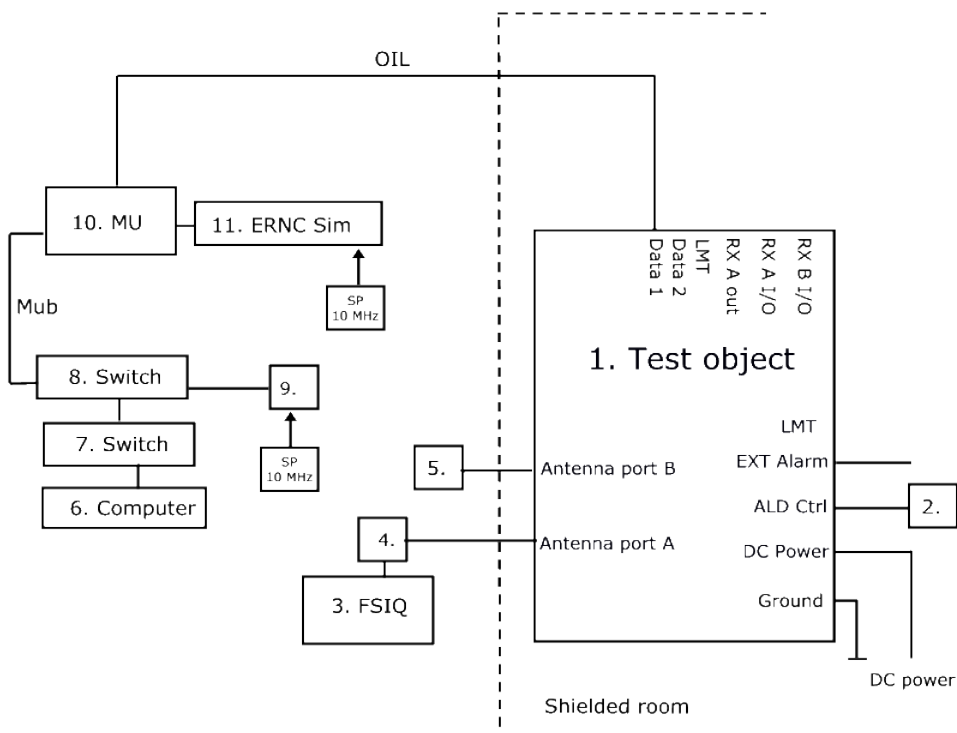 OIL
10. MU
11. ERNC Sim
SP
10 MHz
Mub
8. Switch
9.
7. Switch
SP
10 MHz
6. Computer
5.
4.
3. FSIQ
Data 1
Data 2
LMT
RX A out
RX A I/O
RX B I/O
1. Test object
LMT
Antenna port B
EXT Alarm
ALD Ctrl
2.
Antenna port A
DC Power
Ground
DC power
Shielded room